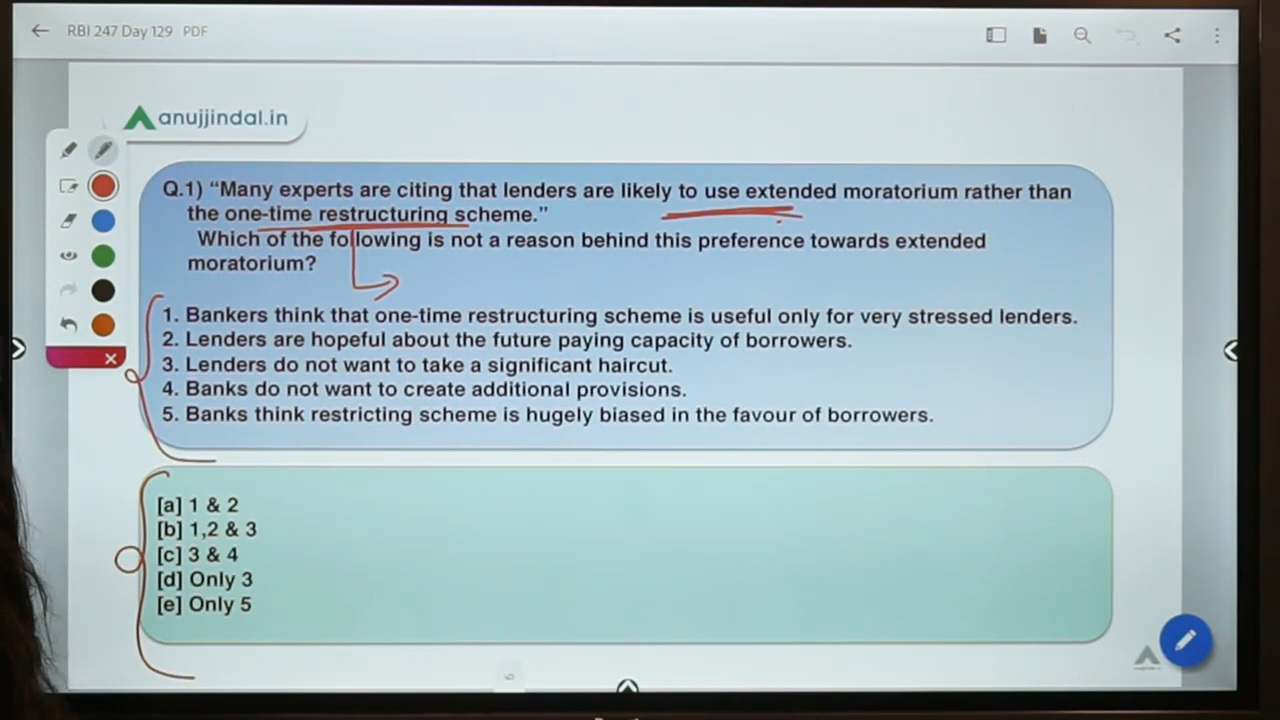 RBI 247 Day 129 PDF
anujjindal.in
Q.1) “Many experts are citing that lenders are likely to use extended moratorium rather than
the one-time restructuring scheme.”
Which of the following is not a reason behind this preference towards extended
moratorium?
1. Bankers think that one-time restructuring scheme is useful only for very stressed lenders.
2. Lenders are hopeful about the future paying capacity of borrowers.
3. Lenders do not want to take a significant haircut.
4. Banks do not want to create additional provisions.
5. Banks think restricting scheme is hugely biased in the favour of borrowers.
[a] 1 & 2
[b] 1,2 & 3
[c] 3 & 4
[d] Only 3
[e] Only 5